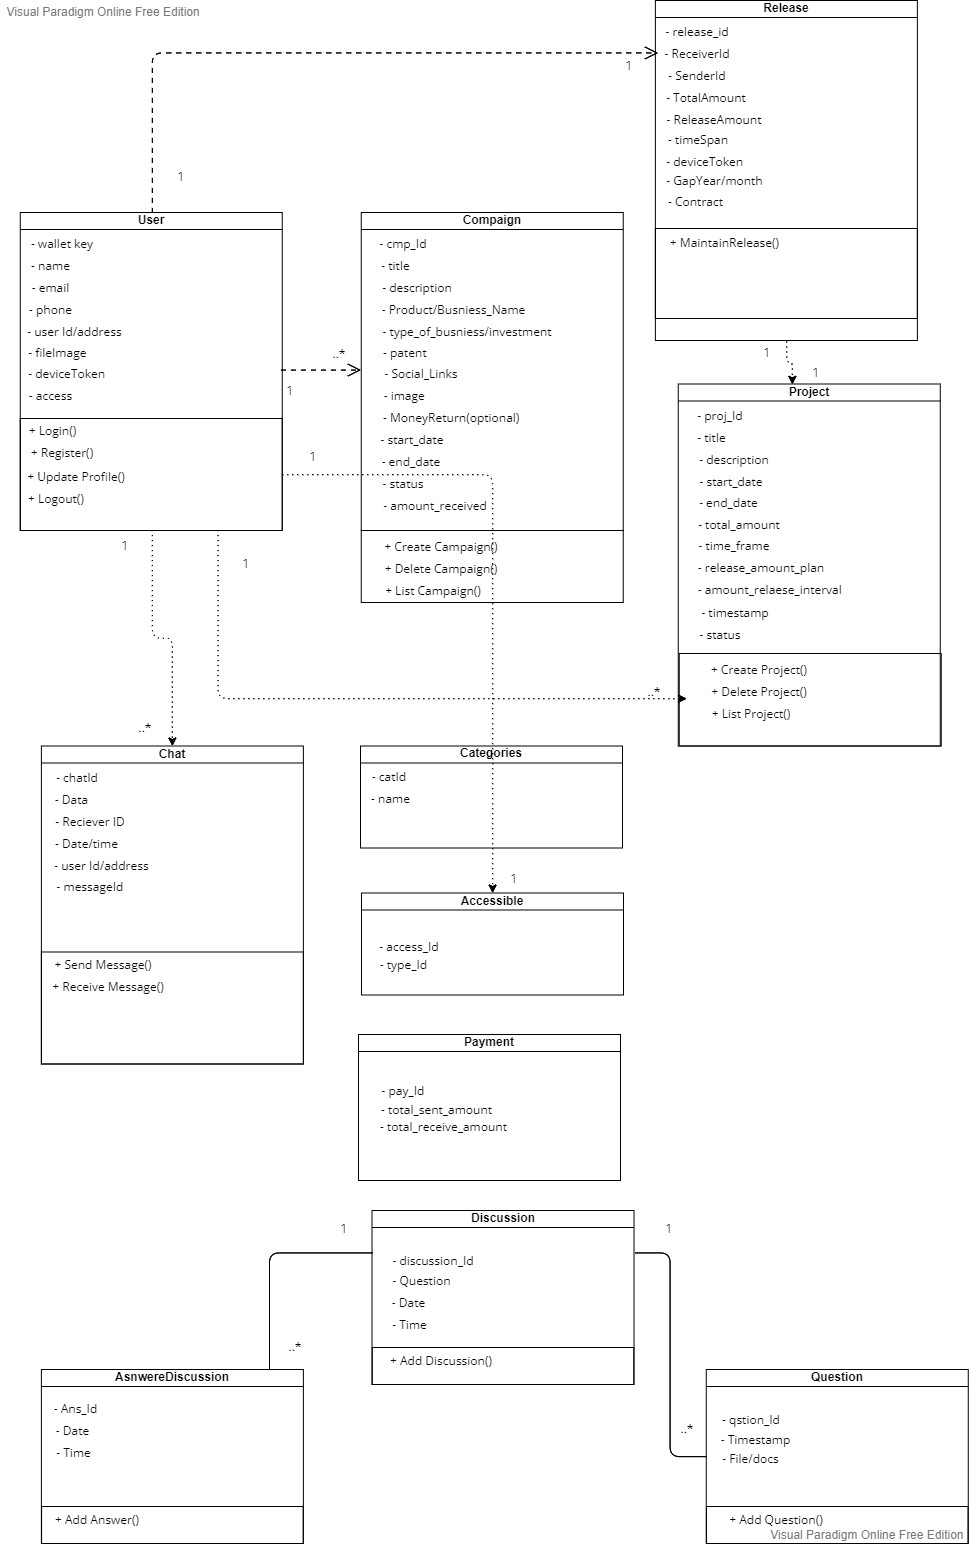 Visual Paradigm Online Free Edition
Release
- release_id
- ReceiverId
- SenderId
- TotalAmount
- ReleaseAmount
- timeSpan
- deviceToken
- GapYear/month
- Contract
+ MaintainRelease()
1
1
User
- wallet key
- name
- email
- phone
- user Id/address
- fileImage
- deviceToken
- access
+ Login()
+ Register()
+ Update Profile()
+ Logout()
..*
1
1
1
1
Compaign
- cmp_Id
- title
- description
- Product/Busniess_Name
- type_of_busniess/investment
- patent
- Social_Links
- image
- MoneyReturn(optional)
- start_date
- end_date
- status
- amount_received
+ Create Campaign()
+ Delete Campaign()
+ List Campaign()
1
1
Project
- proj_Id
- title
- description
- start_date
- end_date
- total_amount
- time_frame
- release_amount_plan
- amount_relaese_interval
- timestamp
- status
+ Create Project()
+ Delete Project()
+ List Project()
..*
..*
Chat
- chatId
- Data
- Reciever ID
- Date/time
- user Id/address
- messageId
+ Send Message()
+ Receive Message()
Categories
- catId
- name
1
Accessible
- access_Id
- type_Id
Payment
- pay_Id
- total_sent_amount
- total_receive_amount
Discussion
- discussion_Id
- Question
- Date
- Time
+ Add Discussion()
1
1
..*
..*
AsnwereDiscussion
- Ans_Id
- Date
- Time
+ Add Answer()
Question
- qstion_Id
- Timestamp
- File/docs
+ Add Question()
Visual Paradigm Online Free Edition